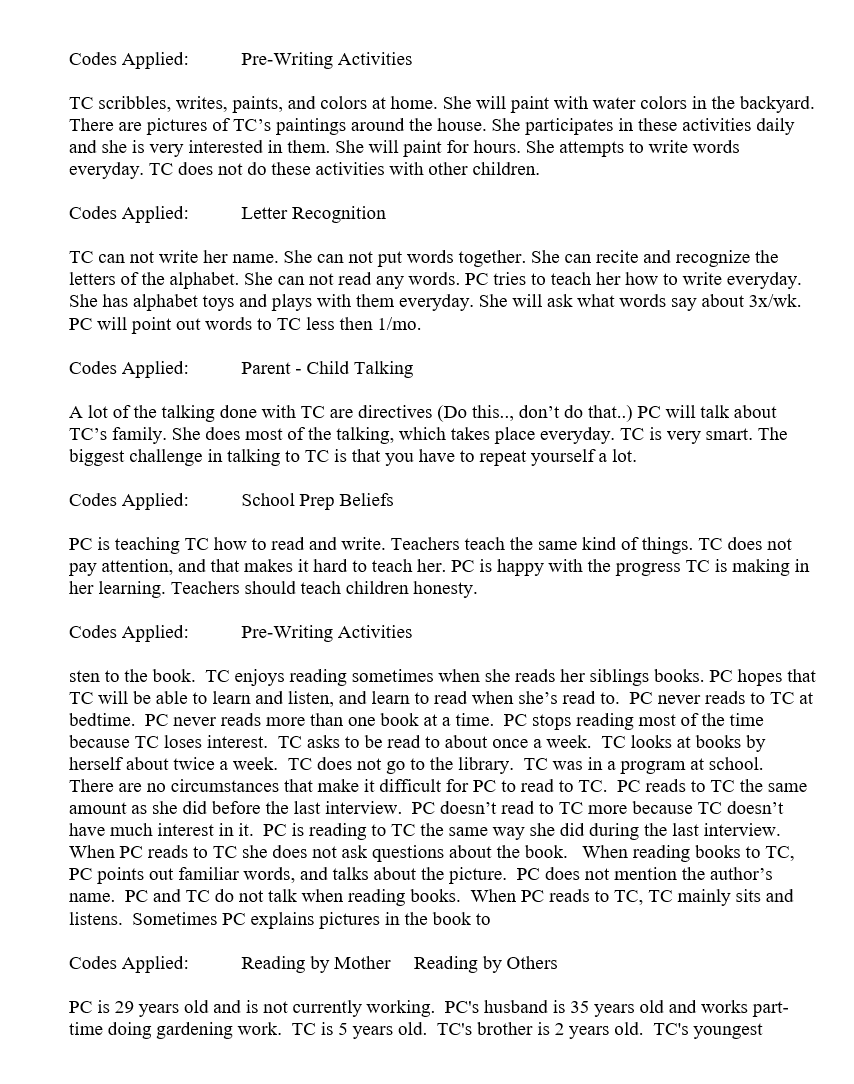 Codes Applied: Pre-Writing Activities
TC scribbles, writes, paints, and colors at home. She will paint with water colors in the backyard.
There are pictures of TC’s paintings around the house. She participates in these activities daily
and she is very interested in them. She will paint for hours. She attempts to write words
everyday. TC does not do these activities with other children.
Codes Applied: Letter Recognition
TC can not write her name. She can not put words together. She can recite and recognize the
letters of the alphabet. She can not read any words. PC tries to teach her how to write everyday.
She has alphabet toys and plays with them everyday. She will ask what words say about 3x/wk.
PC will point out words to TC less then 1/mo.
Codes Applied: Parent - Child Talking
A lot of the talking done with TC are directives (Do this.., don’t do that..) PC will talk about
TC’s family. She does most of the talking, which takes place everyday. TC is very smart. The
biggest challenge in talking to TC is that you have to repeat yourself a lot.
Codes Applied: School Prep Beliefs
PC is teaching TC how to read and write. Teachers teach the same kind of things. TC does not
pay attention, and that makes it hard to teach her. PC is happy with the progress TC is making in
her learning. Teachers should teach children honesty.
Codes Applied: Pre-Writing Activities
sten to the book.  TC enjoys reading sometimes when she reads her siblings books. PC hopes that
TC will be able to learn and listen, and learn to read when she’s read to.  PC never reads to TC at
bedtime.  PC never reads more than one book at a time.  PC stops reading most of the time
because TC loses interest.  TC asks to be read to about once a week.  TC looks at books by
herself about twice a week.  TC does not go to the library.  TC was in a program at school.
There are no circumstances that make it difficult for PC to read to TC.  PC reads to TC the same
amount as she did before the last interview.  PC doesn’t read to TC more because TC doesn’t
have much interest in it.  PC is reading to TC the same way she did during the last interview.
When PC reads to TC she does not ask questions about the book.   When reading books to TC,
PC points out familiar words, and talks about the picture.  PC does not mention the author’s
name.  PC and TC do not talk when reading books.  When PC reads to TC, TC mainly sits and
listens.  Sometimes PC explains pictures in the book to
Codes Applied: Reading by Mother Reading by Others
PC is 29 years old and is not currently working.  PC's husband is 35 years old and works part-
time doing gardening work.  TC is 5 years old.  TC's brother is 2 years old.  TC's youngest